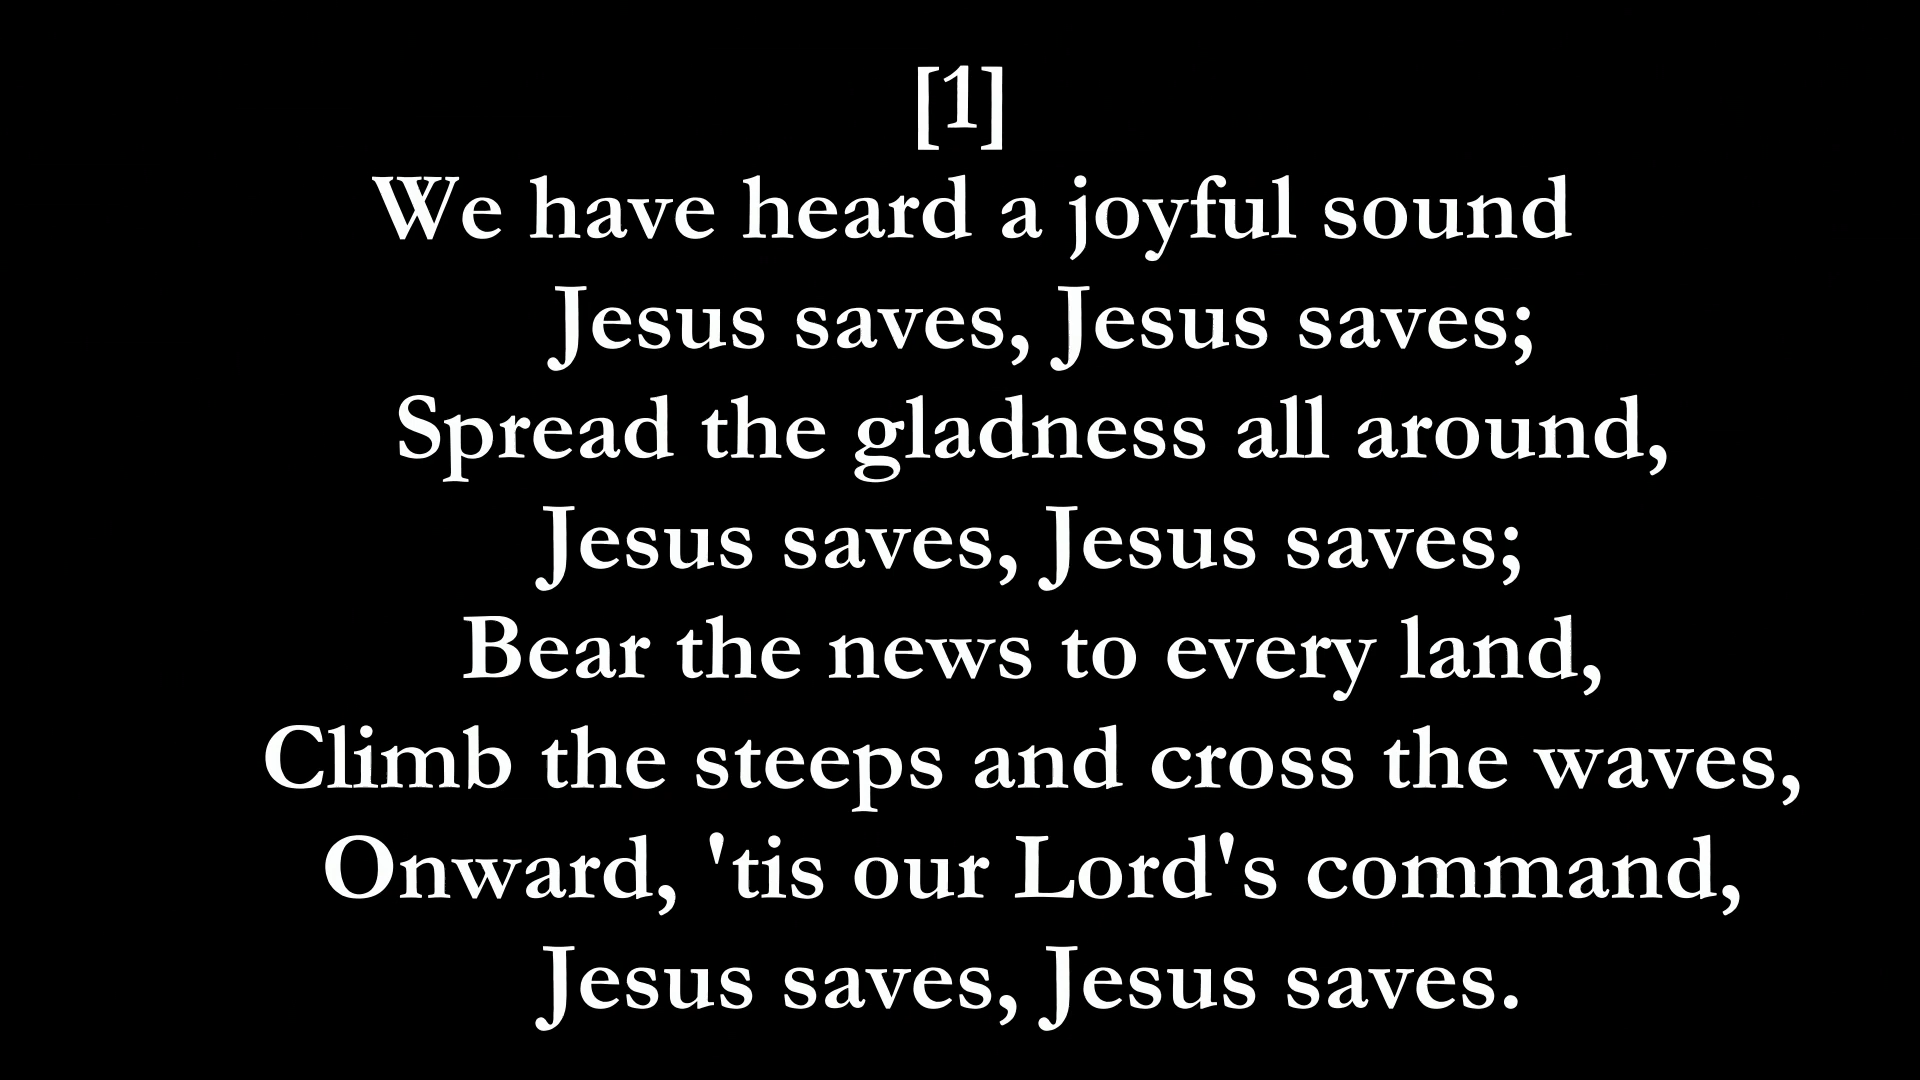 [1]
We have heard a joyful sound
Jesus saves, Jesus saves;
Spread the gladness all around,
Jesus saves, Jesus saves;
Bear the news to every land,
Climb the steeps and cross the waves,
Onward, 'tis our Lord's command,
Jesus saves, Jesus saves.